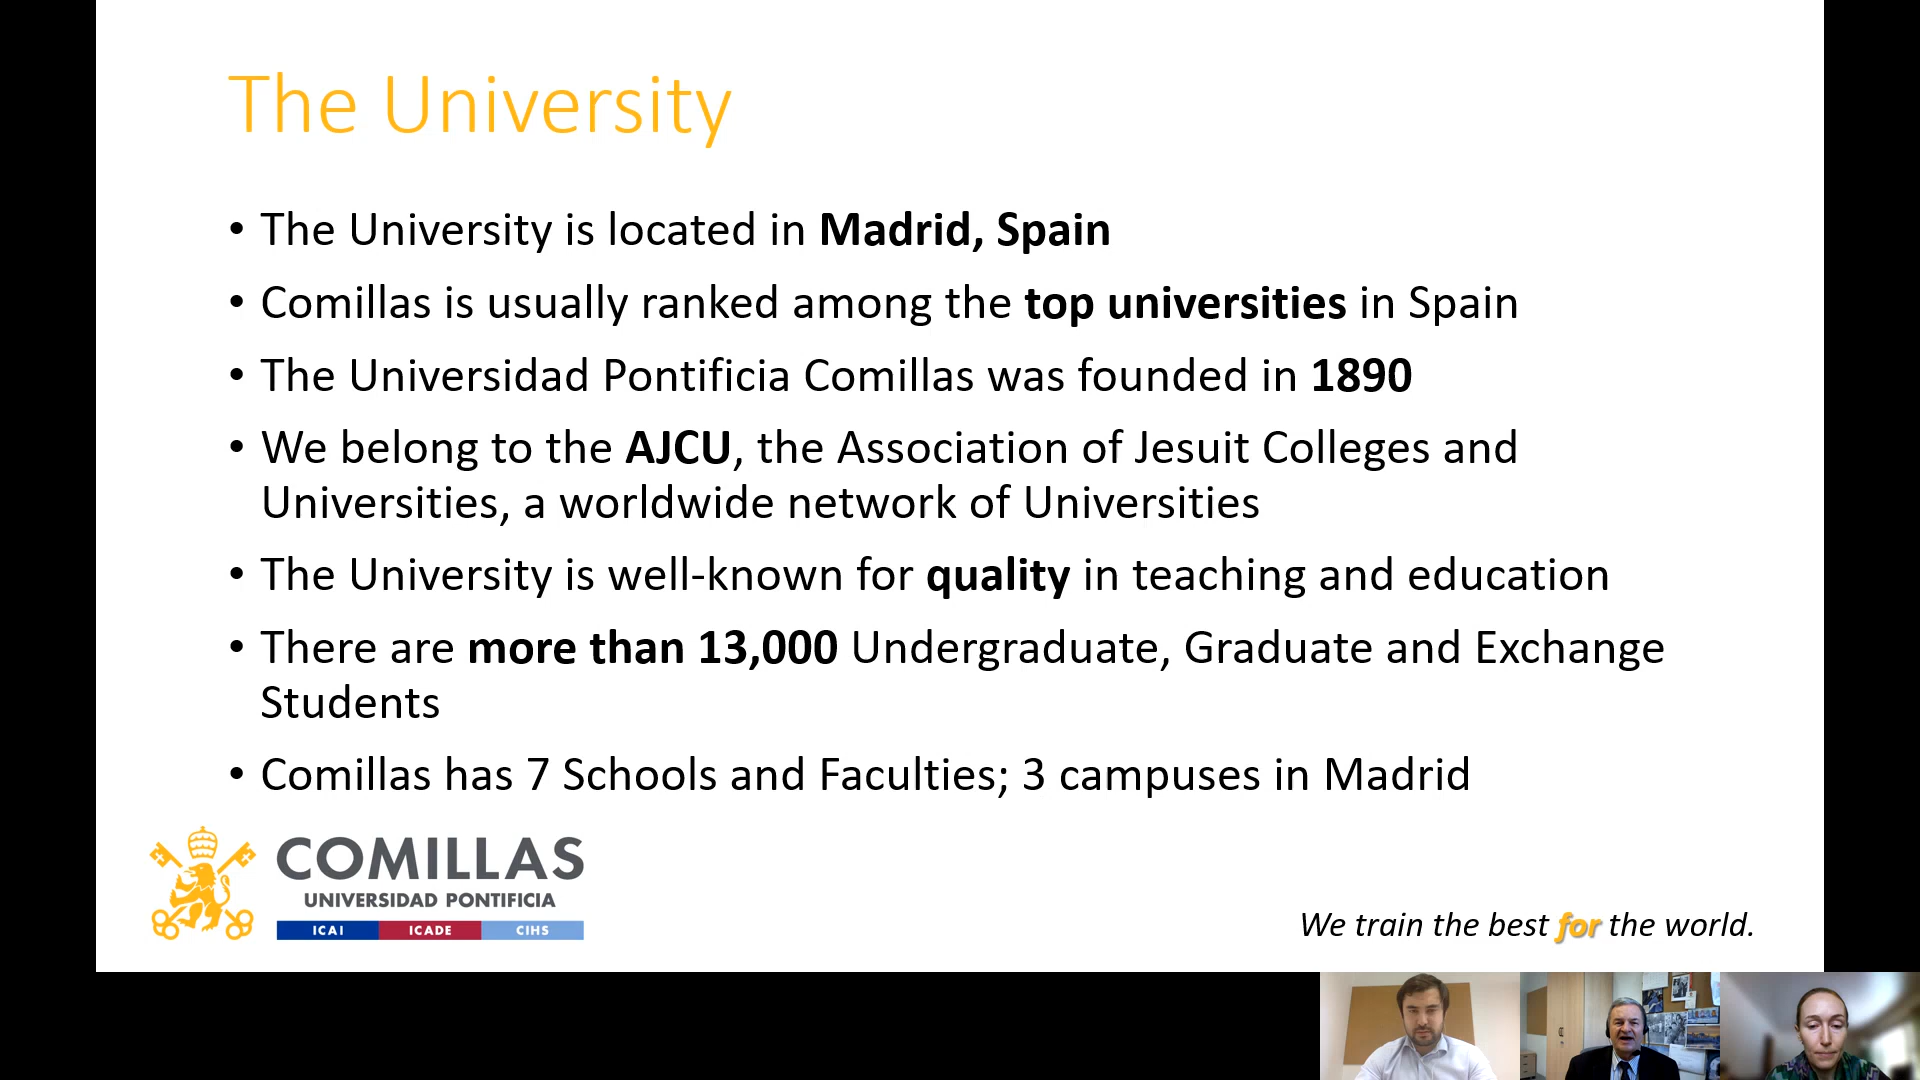 The University
• The University is located in Madrid, Spain
• Comillas is usually ranked among the top universities in Spain
• The Universidad Pontificia Comillas was founded in 1890
• We belong to the AJCU, the Association of Jesuit Colleges and
Universities, a worldwide network of Universities
• The University is well-known for quality in teaching and education
• There are more than 13,000 Undergraduate, Graduate and Exchange
Students
• Comillas has 7 Schools and Faculties; 3 campuses in Madrid
COMILLAS
UNIVERSIDAD PONTIFICIA
ICAI ICADE CIHS
We train the best for the world.